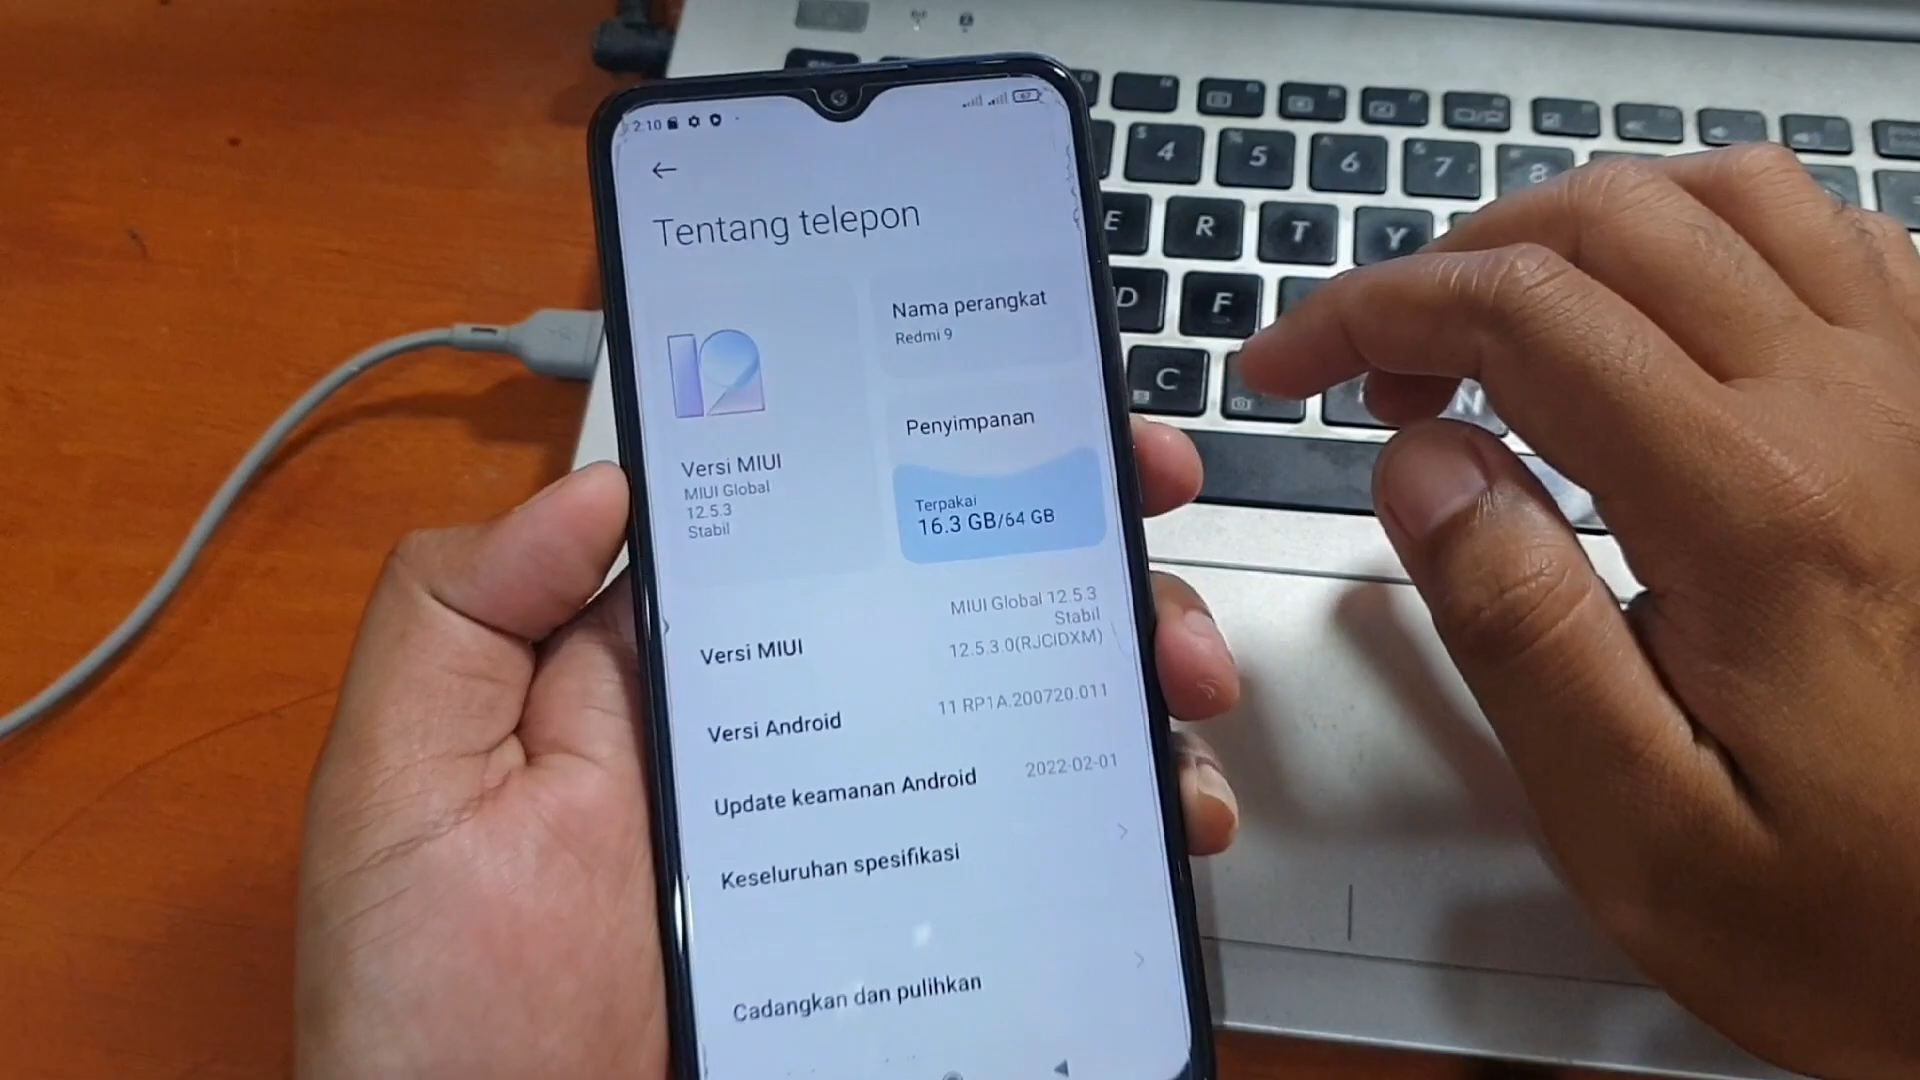 2:10
67
Tentang telepon
12
Versi MIUI
MIUI Global
12.5.3
Stabil
Nama perangkat
Redmi 9
Penyimpanan
Terpakai
16.3 GB/64 GB
Versi MIUI
MIUI Global 12.5.3
Stabil
12.5.3.0(RJCIDXM)
Versi Android
11 RP1A.200720.011
Update keamanan Android
2022-02-01
Keseluruhan spesifikasi
Cadangkan dan pulihkan
$ 4 % 5 6 & 7 8
E R T Y
D F
C N